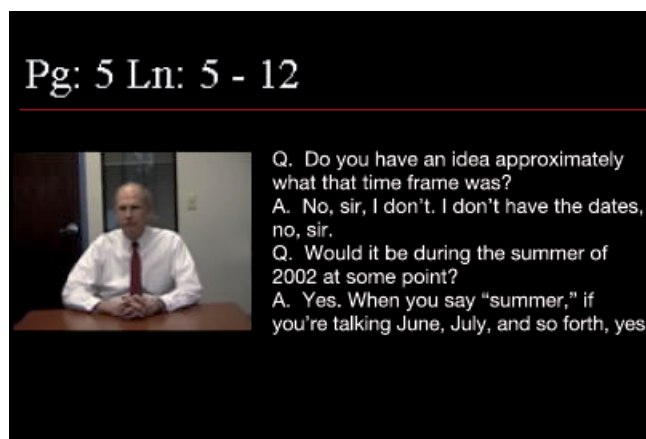 Pg: 5 Ln: 5 - 12
Q. Do you have an idea approximately
what that time frame was?
A. No, sir, I don’t. I don’t have the dates,
no, sir.
Q. Would it be during the summer of
2002 at some point?
A. Yes. When you say “summer,” if
you’re talking June, July, and so forth, yes